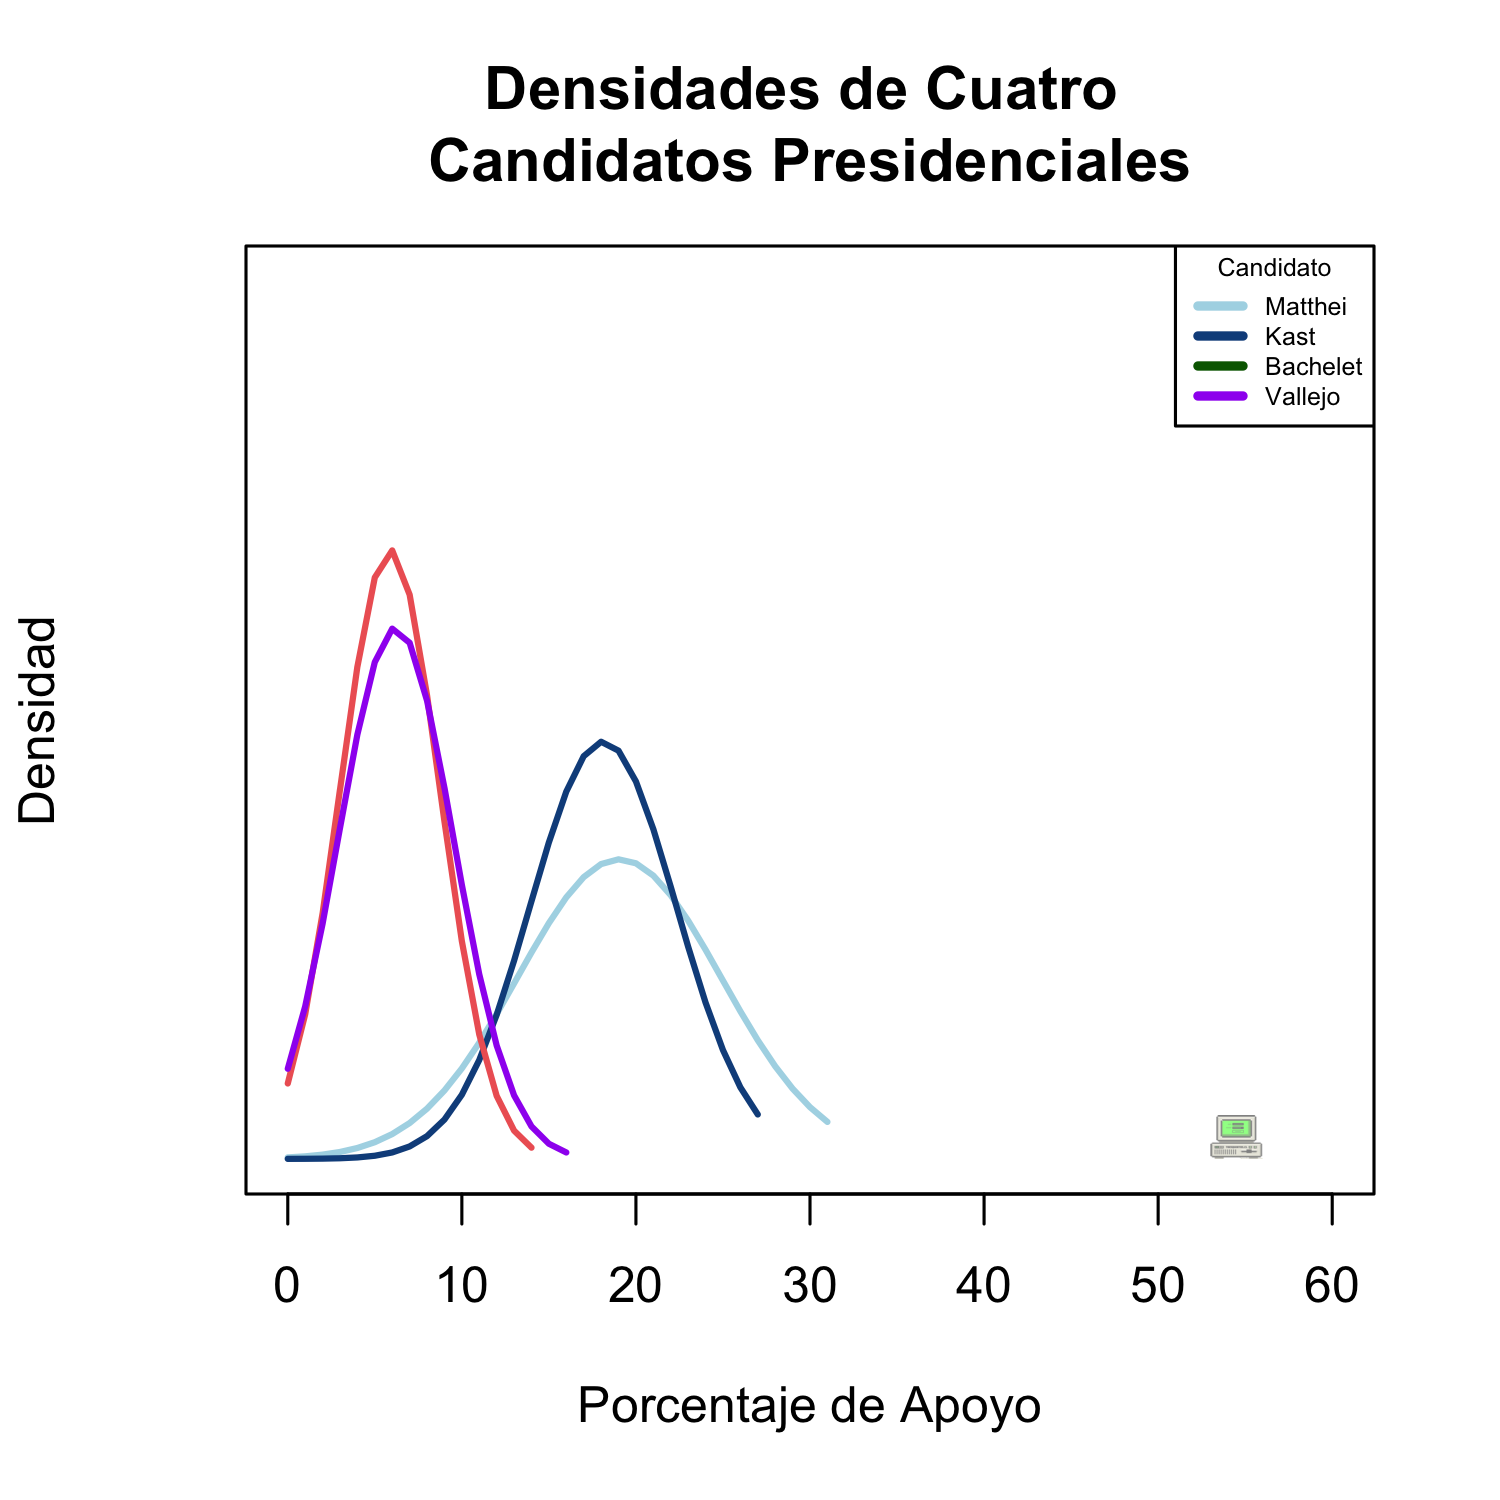 Densidades de Cuatro
Candidatos Presidenciales
Candidato
Matthei
Kast
Bachelet
Vallejo
Densidad
0 10 20 30 40 50 60
Porcentaje de Apoyo